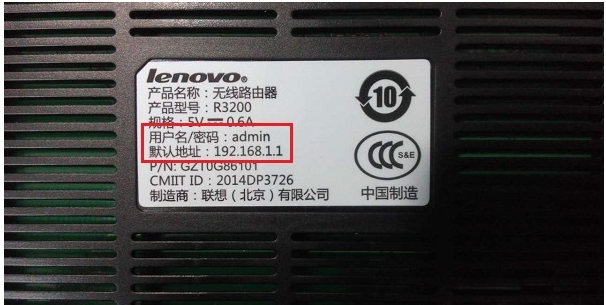 lenovo®
产品名称：无线路由器
产品型号：R3200
规格：5V ⎓ 0.6A
用户名/密码：admin
默认地址：192.168.1.1
P/N: GZT0G86101
CMIIT ID：2014DP3726
制造商：联想（北京）有限公司
10
CCC S&E
中国制造